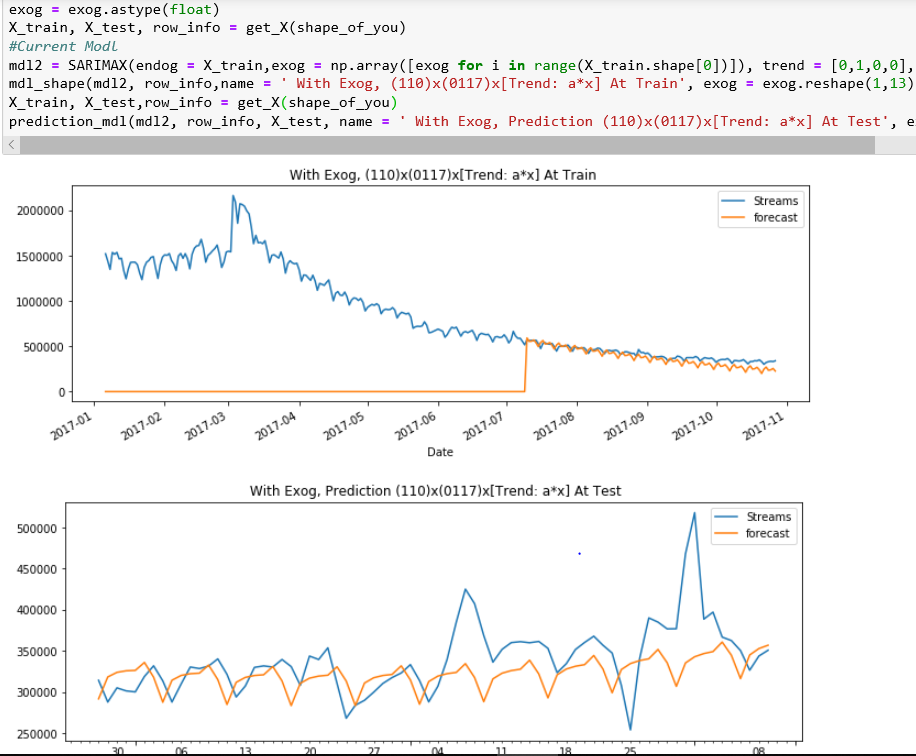 exog = exog.astype(float)
X_train, X_test, row_info = get_X(shape_of_you)
#Current Modl
mdl2 = SARIMAX(endog = X_train,exog = np.array([exog for i in range(X_train.shape[0])]), trend = [0,1,0,0],
mdl_shape(mdl2, row_info,name = ' With Exog, (110)x(0117)x[Trend: a*x] At Train', exog = exog.reshape(1,13)
X_train, X_test,row_info = get_X(shape_of_you)
prediction_mdl(mdl2, row_info, X_test, name = ' With Exog, Prediction (110)x(0117)x[Trend: a*x] At Test', e
With Exog, (110)x(0117)x[Trend: a*x] At Train
Streams
forecast
2000000
1500000
1000000
500000
0
2017-01 2017-02 2017-03 2017-04 2017-05 2017-06 2017-07 2017-08 2017-09 2017-10 2017-11
Date
With Exog, Prediction (110)x(0117)x[Trend: a*x] At Test
Streams
forecast
500000
450000
400000
350000
300000
250000
30 06 13 20 27 04 11 18 25 08